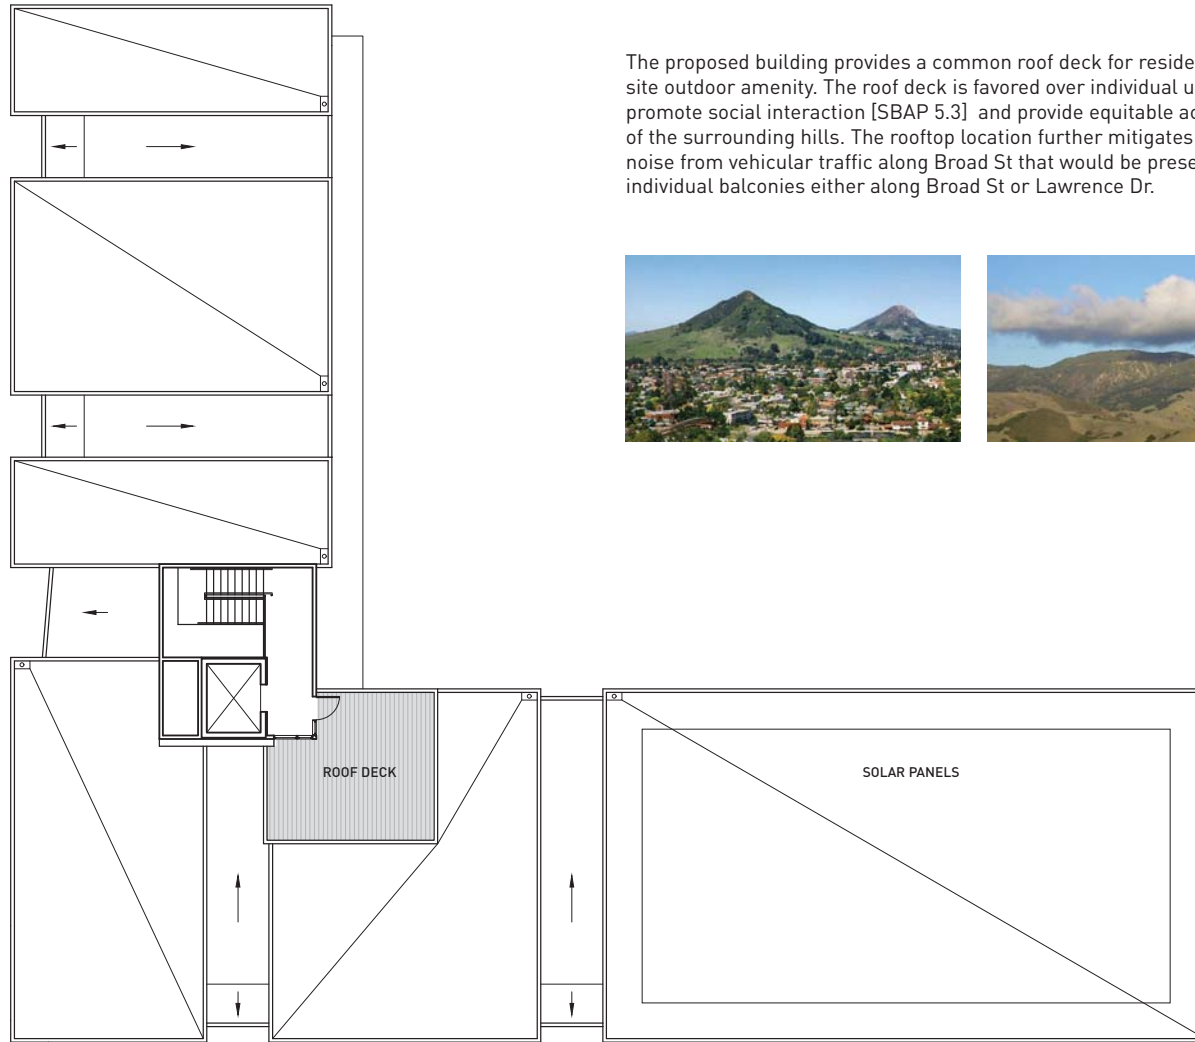 The proposed building provides a common roof deck for
site outdoor amenity. The roof deck is favored over individual
promote social interaction [SBAP 5.3] and provide equitable
of the surrounding hills. The rooftop location further mitigates
noise from vehicular traffic along Broad St that would be
individual balconies either along Broad St or Lawrence Dr.
ROOF DECK
SOLAR PANELS